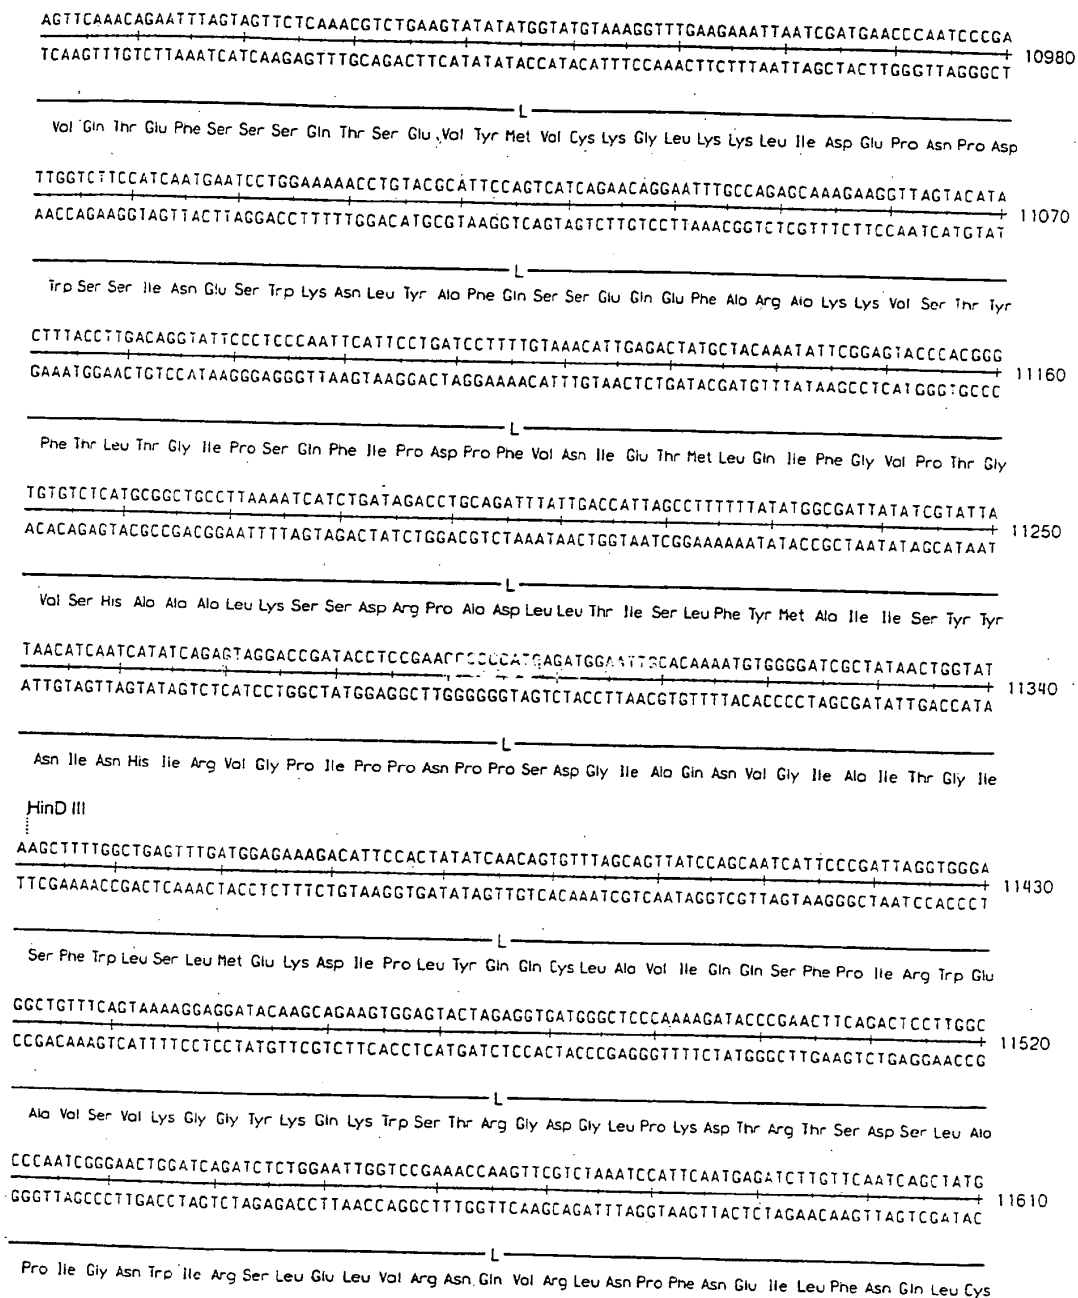 AGTTCAAACAGAATTTAGTAGTTCTCAAACGTCTGAAGTATATATGGTATGTAAAGGTTTGAAGAAATTAATCGATGAACCCAATCCCGA
10980
TCAAGTTTGTCTTAAATCATCAAGAGTTTGCAGACTTCATATATACCATACATTTCCAAACTTCTTTAATTAGCTACTTGGGTTAGGGCT
L
Val Gln Thr Glu Phe Ser Ser Ser Gln Thr Ser Glu Val Tyr Met Val Cys Lys Gly Leu Lys Lys Leu Ile Asp Glu Pro Asn Pro Asp
TTGGTCTTCCATCAATGAATCCTGGAAAAACCTGTACGCATTCCAGTCATCAGAACAGGAATTTGCCAGAGCAAAGAAGGTTAGTACATA
11070
AACCAGAAGGTAGTTACTTAGGACCTTTTTGGACATGCGTAAGGTCAGTAGTCTTGTCCTTAAACGGTCTCGTTTCTTCCAATCATGTAT
L
Trp Ser Ser Ile Asn Glu Ser Trp Lys Asn Leu Tyr Ala Phe Gln Ser Ser Glu Gln Glu Phe Ala Arg Ala Lys Lys Val Ser Thr Tyr
CTTTACCTTGACAGGTATTCCCTCCCAATTCATTCCTGATCCTTTTGTAAACATTGAGACTATGCTACAAATATTCGGAGTACCCACGGG
11160
GAAATGGAACTGTCCATAAGGGAGGGTTAAGTAAGGACTAGGAAAACATTTGTAACTCTGATACGATGTTTATAAGCCTCATGGGTGCCC
L
Phe Thr Leu Thr Gly Ile Pro Ser Gln Phe Ile Pro Asp Pro Phe Val Asn Ile Glu Thr Met Leu Gln Ile Phe Gly Val Pro Thr Gly
TGTGTCTCATGCGGCTGCCTTAAAATCATCTGATAGACCTGCAGATTTATTGACCATTAGCCTTTTTTATATGGCGATTATATCGTATTA
11250
ACACAGAGTACGCCGACGGAATTTTAGTAGACTATCTGGACGTCTAAATAACTGGTAATCGGAAAAAATATACCGCTAATATAGCATAAT
L
Val Ser His Ala Ala Ala Leu Lys Ser Ser Asp Arg Pro Ala Asp Leu Leu Thr Ile Ser Leu Phe Tyr Met Ala Ile Ile Ser Tyr Tyr
TAACATCAATCATATCAGAGTAGGACCGATACCTCCGAACCCCCCATCAGATGGAATTGCACAAAATGTGGGGATCGCTATAACTGGTAT
11340
ATTGTAGTTAGTATAGTCTCATCCTGGCTATGGAGGCTTGGGGGGTAGTCTACCTTAACGTGTTTTACACCCCTAGCGATATTGACCATA
L
Asn Ile Asn His Ile Arg Val Gly Pro Ile Pro Pro Asn Pro Pro Ser Asp Gly Ile Ala Gln Asn Val Gly Ile Ala Ile Thr Gly Ile
HinD III
AAGCTTTTGGCTGAGTTTGATGGAGAAAGACATTCCACTATATCAACAGTGTTTAGCAGTTATCCAGCAATCATTCCCGATTAGGTGGGA
11430
TTCGAAAACCGACTCAAACTACCTCTTTCTGTAAGGTGATATAGTTGTCACAAATCGTCAATAGGTCGTTAGTAAGGGCTAATCCACCCT
L
Ser Phe Trp Leu Ser Leu Met Glu Lys Asp Ile Pro Leu Tyr Gln Gln Cys Leu Ala Val Ile Gln Gln Ser Phe Pro Ile Arg Trp Glu
GGCTGTTTCAGTAAAAGGAGGATACAAGCAGAAGTGGAGTACTAGAGGTGATGGGCTCCCAAAAGATACCCGAACTTCAGACTCCTTGGC
11520
CCGACAAAGTCATTTTCCTCCTATGTTCGTCTTCACCTCATGATCTCCACTACCCGAGGGTTTTCTATGGGCTTGAAGTCTGAGGAACCG
L
Ala Val Ser Val Lys Gly Gly Tyr Lys Gln Lys Trp Ser Thr Arg Gly Asp Gly Leu Pro Lys Asp Thr Arg Thr Ser Asp Ser Leu Ala
CCCAATCGGGAACTGGATCAGATCTCTGGAATTGGTCCGAAACCAAGTTCGTCTAAATCCATTCAATGAGATCTTGTTCAATCAGCTATG
11610
GGGTTAGCCCTTGACCTAGTCTAGAGACCTTAACCAGGCTTTGGTTCAAGCAGATTTAGGTAAGTTACTCTAGAACAAGTTAGTCGATAC
L
Pro Ile Gly Asn Trp Ile Arg Ser Leu Glu Leu Val Arg Asn Gln Val Arg Leu Asn Pro Phe Asn Glu Ile Leu Phe Asn Gln Leu Cys